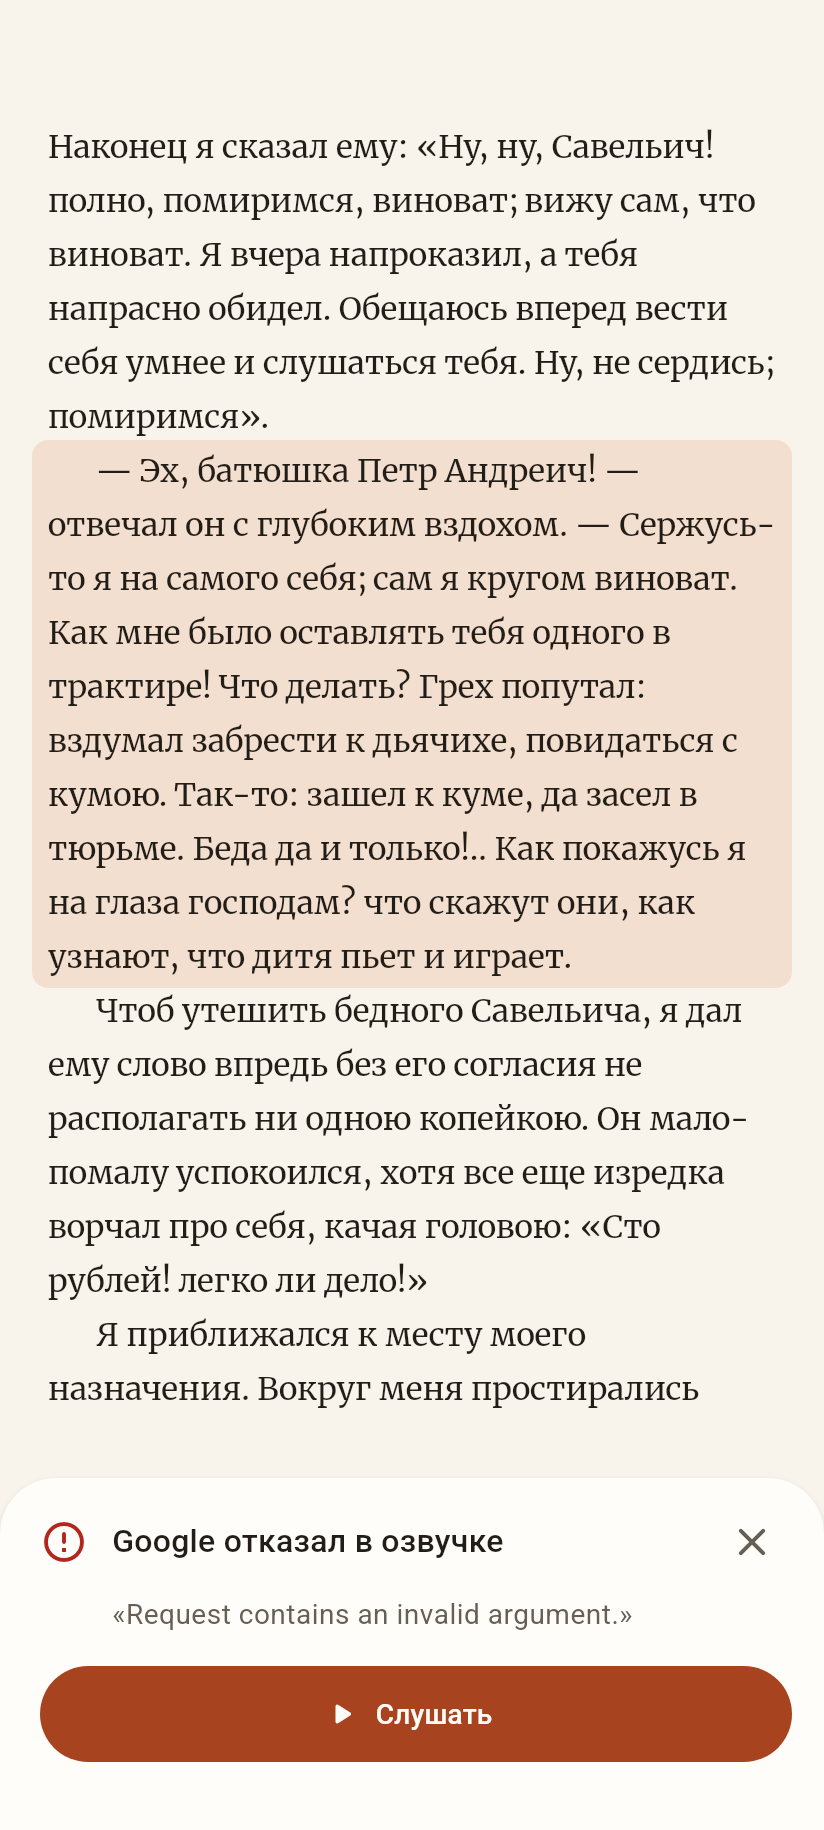 Наконец я сказал ему: «Ну, ну, Савельич!
полно, помиримся, виноват; вижу сам, что
виноват. Я вчера напроказил, а тебя
напрасно обидел. Обещаюсь вперед вести
себя умнее и слушаться тебя. Ну, не сердись;
помиримся».
— Эх, батюшка Петр Андреич! —
отвечал он с глубоким вздохом. — Сержусь-
то я на самого себя; сам я кругом виноват.
Как мне было оставлять тебя одного в
трактире! Что делать? Грех попутал:
вздумал забрести к дьячихе, повидаться с
кумою. Так-то: зашел к куме, да засел в
тюрьме. Беда да и только!.. Как покажусь я
на глаза господам? что скажут они, как
узнают, что дитя пьет и играет.
Чтоб утешить бедного Савельича, я дал
ему слово впредь без его согласия не
располагать ни одною копейкою. Он мало-
помалу успокоился, хотя все еще изредка
ворчал про себя, качая головою: «Сто
рублей! легко ли дело!»
Я приближался к месту моего
назначения. Вокруг меня простирались
Google отказал в озвучке
«Request contains an invalid argument.»
Слушать